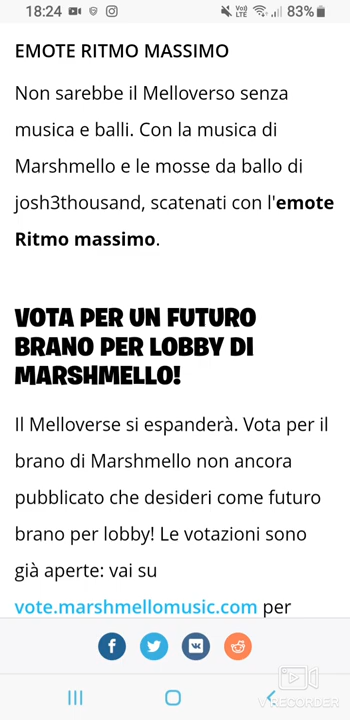 18:24 Vo)) LTE 83%
EMOTE RITMO MASSIMO
Non sarebbe il Melloverso senza
musica e balli. Con la musica di
Marshmello e le mosse da ballo di
josh3thousand, scatenati con l'emote
Ritmo massimo.
VOTA PER UN FUTURO
BRANO PER LOBBY DI
MARSHMELLO!
Il Melloverse si espanderà. Vota per il
brano di Marshmello non ancora
pubblicato che desideri come futuro
brano per lobby! Le votazioni sono
già aperte: vai su
vote.marshmellomusic.com per
VRECORDER